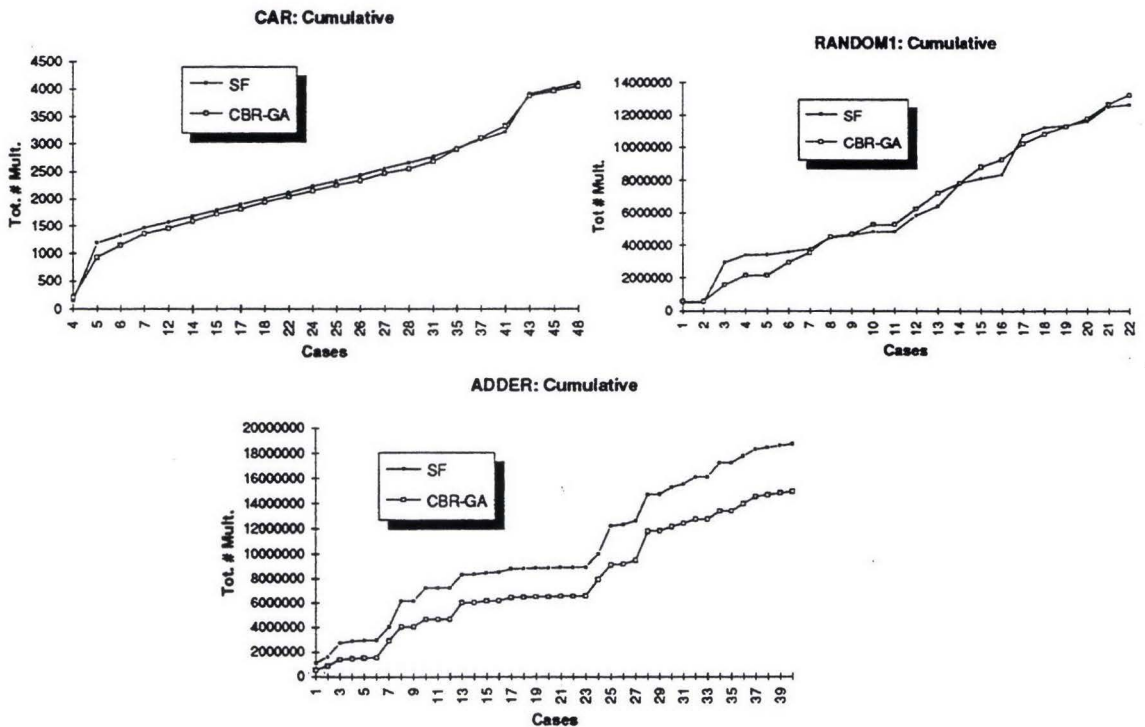 CAR: Cumulative
Tot. # Mult.
4500
4000
3500
3000
2500
2000
1500
1000
500
0
SF
CBR-GA
4 5 6 7 12 14 15 17 18 22 24 25 26 27 28 31 35 37 41 43 45 48
Cases
RANDOM1: Cumulative
Tot # Mult.
14000000
12000000
10000000
8000000
6000000
4000000
2000000
0
SF
CBR-GA
1 2 3 4 5 6 7 8 9 10 11 12 13 14 15 16 17 18 19 20 21 22
Cases
ADDER: Cumulative
Tot. # Mult.
20000000
18000000
16000000
14000000
12000000
10000000
8000000
6000000
4000000
2000000
0
SF
CBR-GA
1 3 5 7 9 11 13 15 17 19 21 23 25 27 29 31 33 35 37 39
Cases